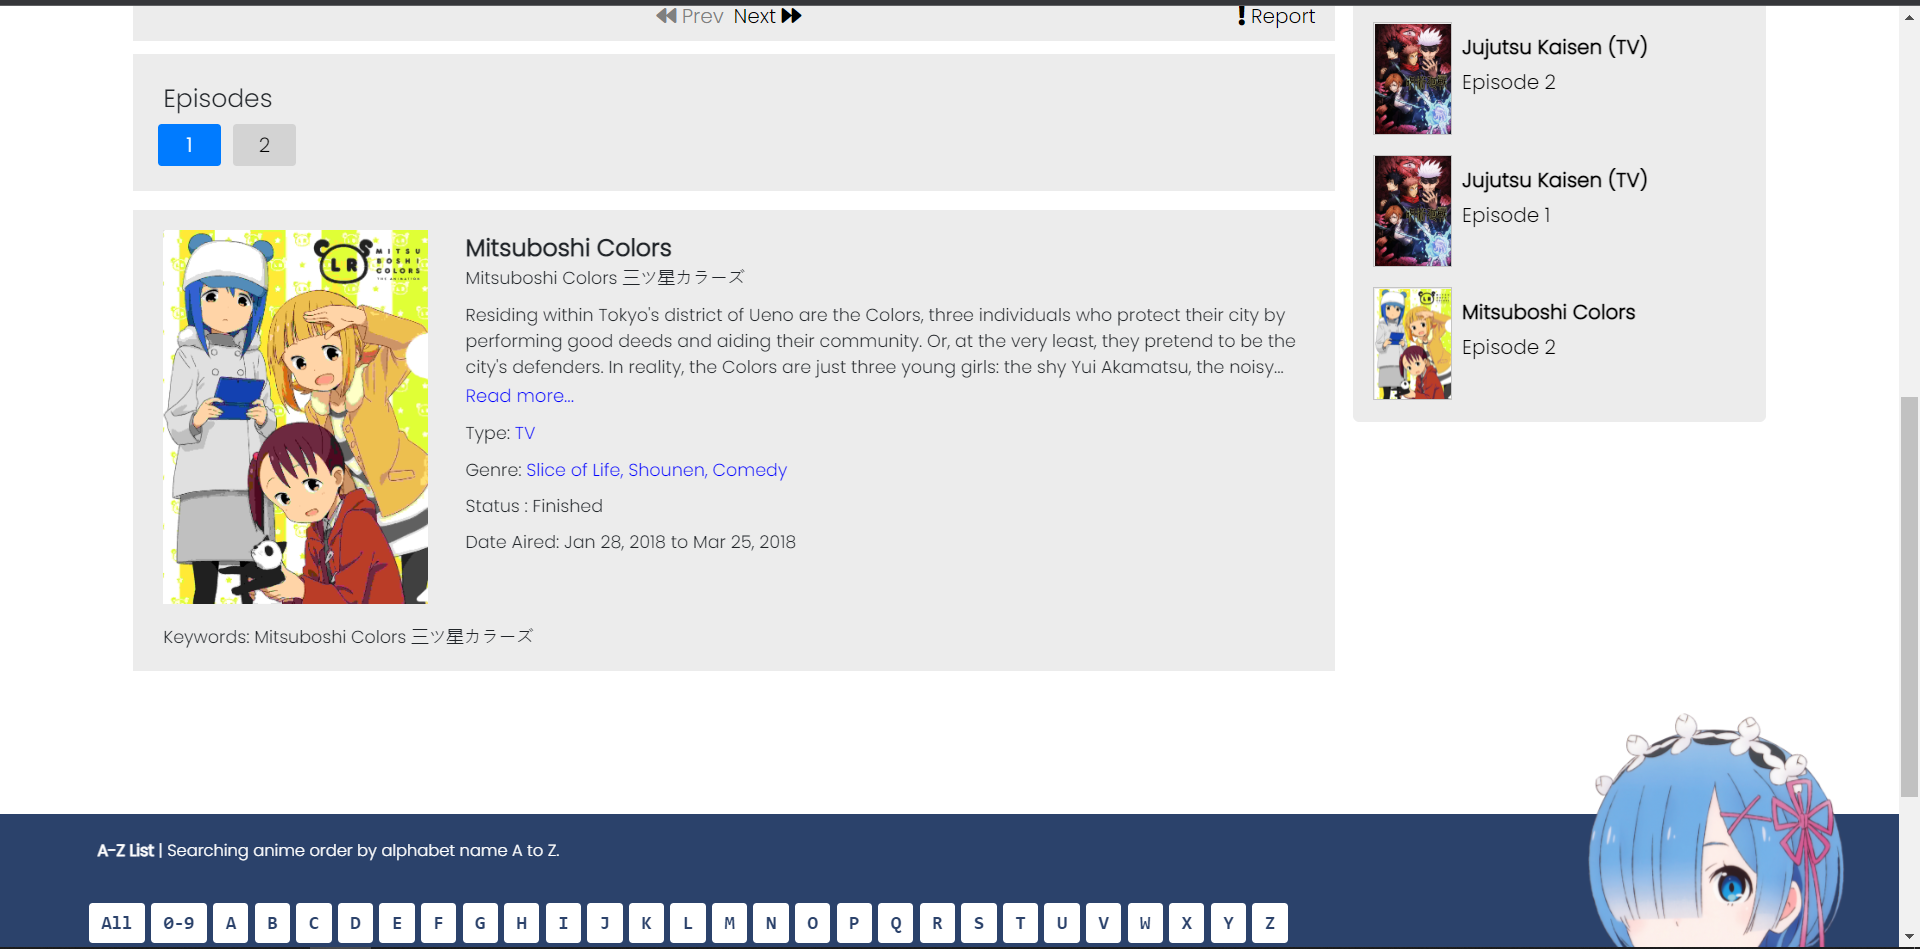 Prev Next
Report
Episodes
1 2
LR
MITSU
BOSHI
COLORS
THE ANIMATION
Mitsuboshi Colors
Mitsuboshi Colors 三ツ星カラーズ
Residing within Tokyo's district of Ueno are the Colors, three individuals who protect their city by
performing good deeds and aiding their community. Or, at the very least, they pretend to be the
city's defenders. In reality, the Colors are just three young girls: the shy Yui Akamatsu, the noisy...
Read more...
Type: TV
Genre: Slice of Life, Shounen, Comedy
Status : Finished
Date Aired: Jan 28, 2018 to Mar 25, 2018
Keywords: Mitsuboshi Colors 三ツ星カラーズ
Jujutsu Kaisen (TV)
Episode 2
Jujutsu Kaisen (TV)
Episode 1
Mitsuboshi Colors
Episode 2
A-Z List | Searching anime order by alphabet name A to Z.
All 0-9 A B C D E F G H I J K L M N O P Q R S T U V W X Y Z